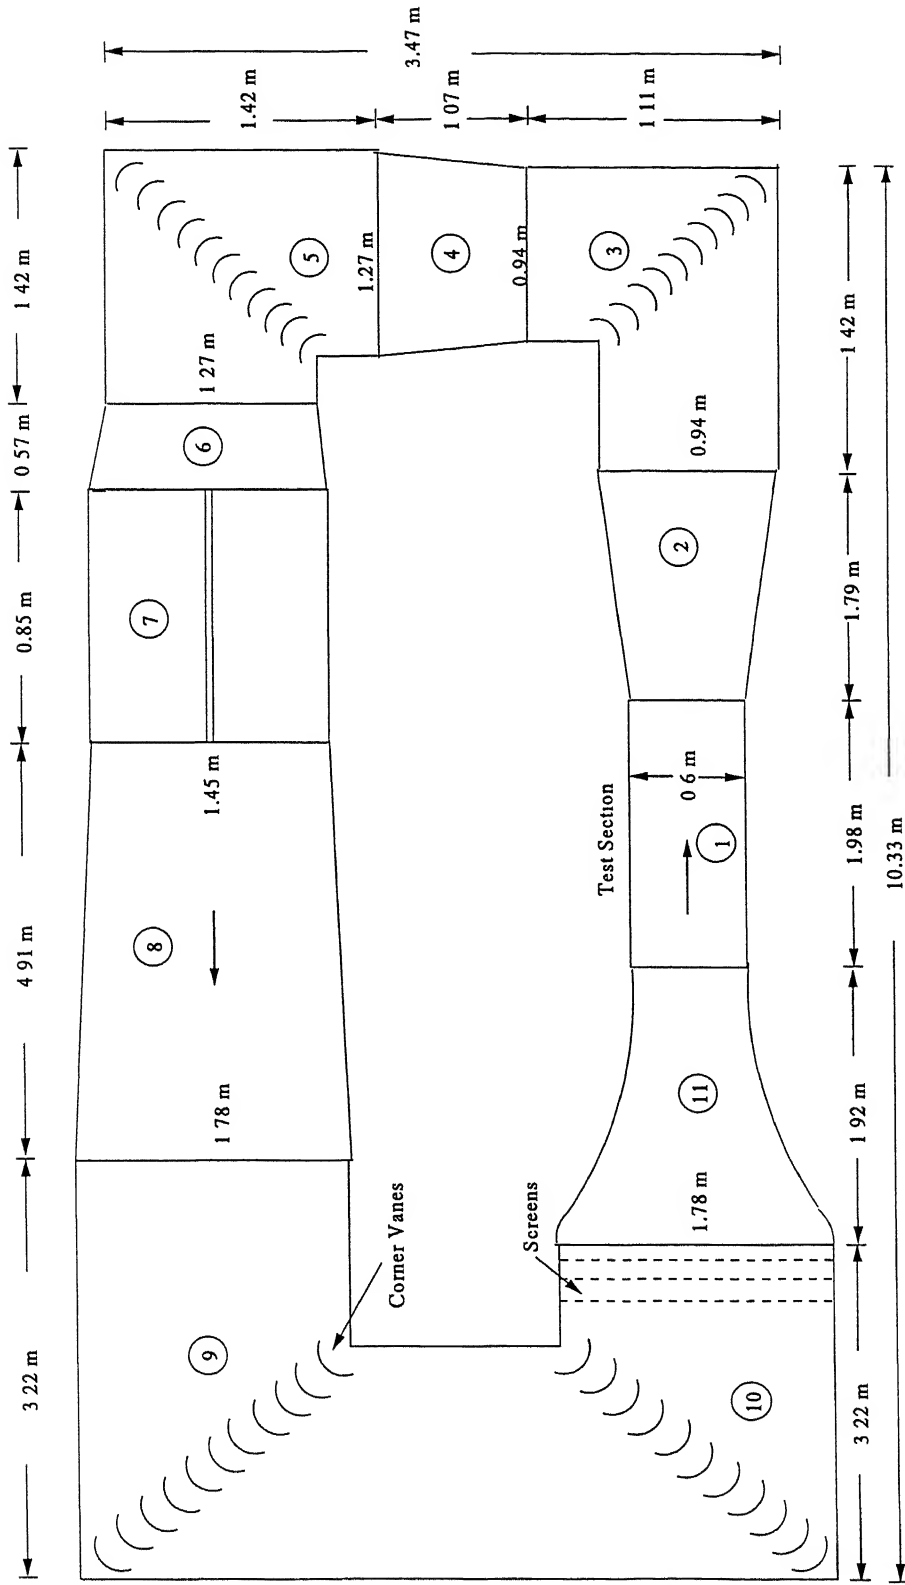 3.47 m
1.42 m
1 07 m
1 11 m
1 42 m
0 57 m
0.85 m
4 91 m
3 22 m
5
1 27 m
1.27 m
4
0.94 m
3
0.94 m
6
7
1.45 m
8
1 78 m
9
Corner Vanes
Screens
10
1.78 m
11
Test Section
1
0 6 m
2
1 42 m
1.79 m
1.98 m
1 92 m
3 22 m
10.33 m